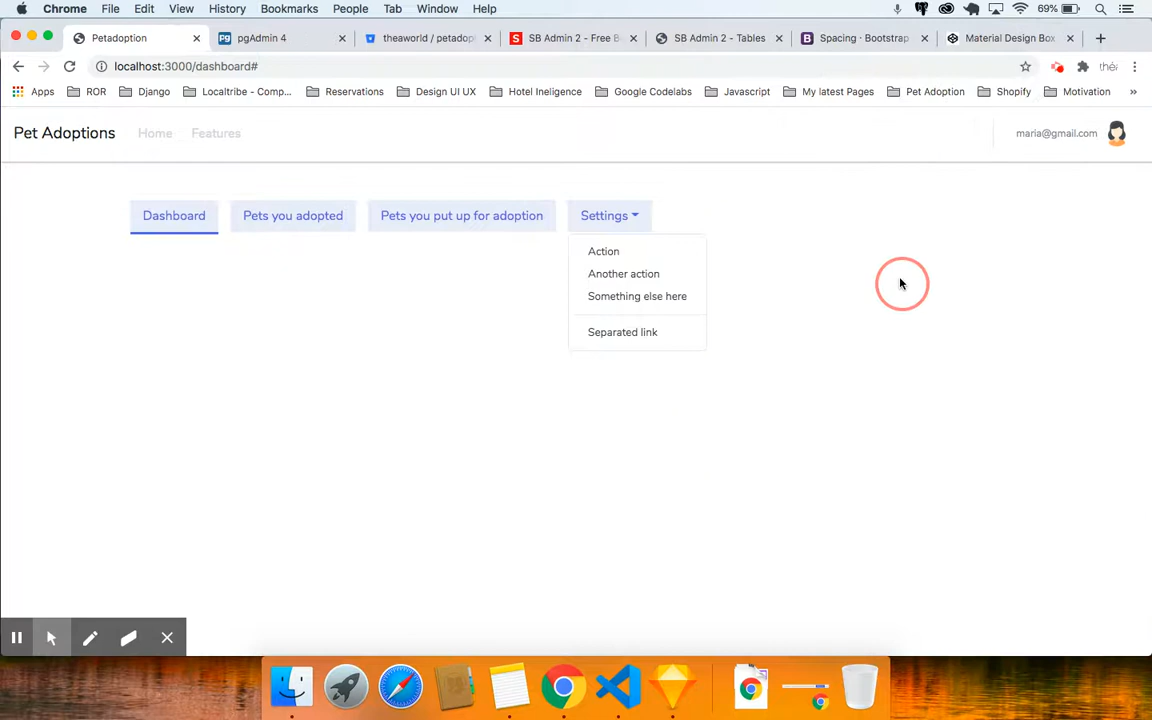 Chrome File Edit View History Bookmarks People Tab Window Help 69%
Petadoption
Pg pgAdmin 4
theaworld / petadop
S SB Admin 2 - Free B
SB Admin 2 - Tables
B Spacing · Bootstrap
Material Design Box
localhost:3000/dashboard#
Apps ROR Django Localtribe - Comp... Reservations Design UI UX Hotel Ineligence Google Codelabs Javascript My latest Pages Pet Adoption Shopify Motivation »
Pet Adoptions Home Features maria@gmail.com
Dashboard Pets you adopted Pets you put up for adoption Settings
Action
Another action
Something else here
Separated link